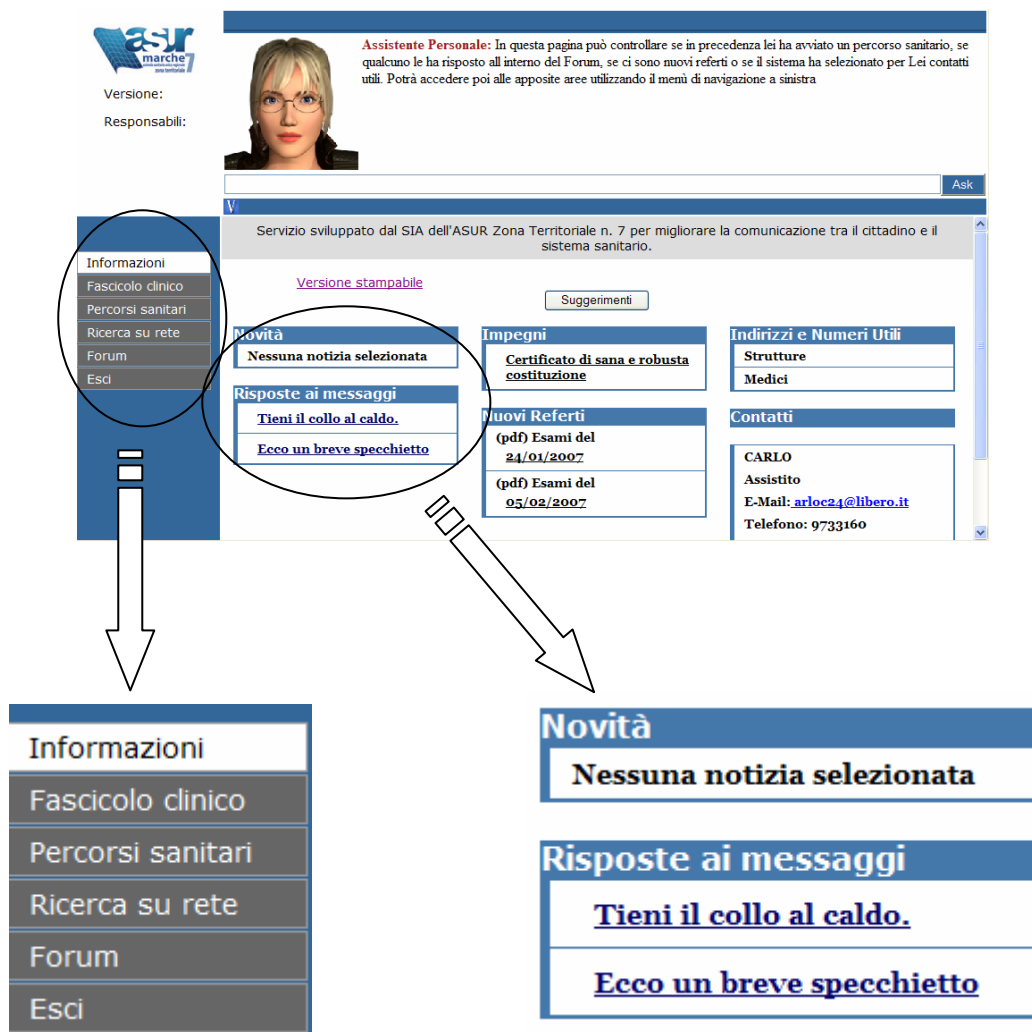 asur
marche 7
zona territoriale
Versione:
Responsabili:
Assistente Personale: In questa pagina può controllare se in precedenza lei ha avviato un percorso sanitario, se
qualcuno le ha risposto all interno del Forum, se ci sono nuovi referti o se il sistema ha selezionato per Lei contatti
utili. Potrà accedere poi alle apposite aree utilizzando il menù di navigazione a sinistra
Ask
V
Servizio sviluppato dal SIA dell'ASUR Zona Territoriale n. 7 per migliorare la comunicazione tra il cittadino e il
sistema sanitario.
Informazioni
Fascicolo clinico
Percorsi sanitari
Ricerca su rete
Forum
Esci
Versione stampabile
Suggerimenti
Novità
Nessuna notizia selezionata
Risposte ai messaggi
Tieni il collo al caldo.
Ecco un breve specchietto
Impegni
Certificato di sana e robusta
costituzione
Nuovi Referti
(pdf) Esami del
24/01/2007
(pdf) Esami del
05/02/2007
Indirizzi e Numeri Utili
Strutture
Medici
Contatti
CARLO
Assistito
E-Mail: arloc24@libero.it
Telefono: 9733160
Informazioni
Fascicolo clinico
Percorsi sanitari
Ricerca su rete
Forum
Esci
Novità
Nessuna notizia selezionata
Risposte ai messaggi
Tieni il collo al caldo.
Ecco un breve specchietto